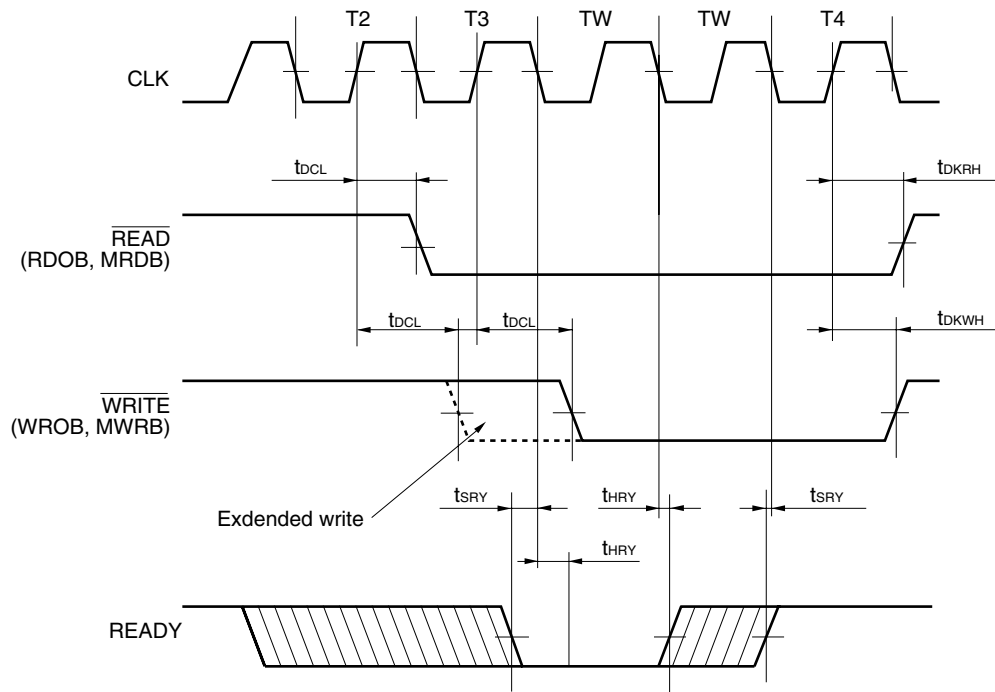 T2 T3 TW TW T4
CLK
tDCL tDKRH
READ
(RDOB, MRDB)
tDCL tDCL tDKWH
WRITE
(WROB, MWRB)
tSRY tHRY tSRY
Exdended write
tHRY
READY